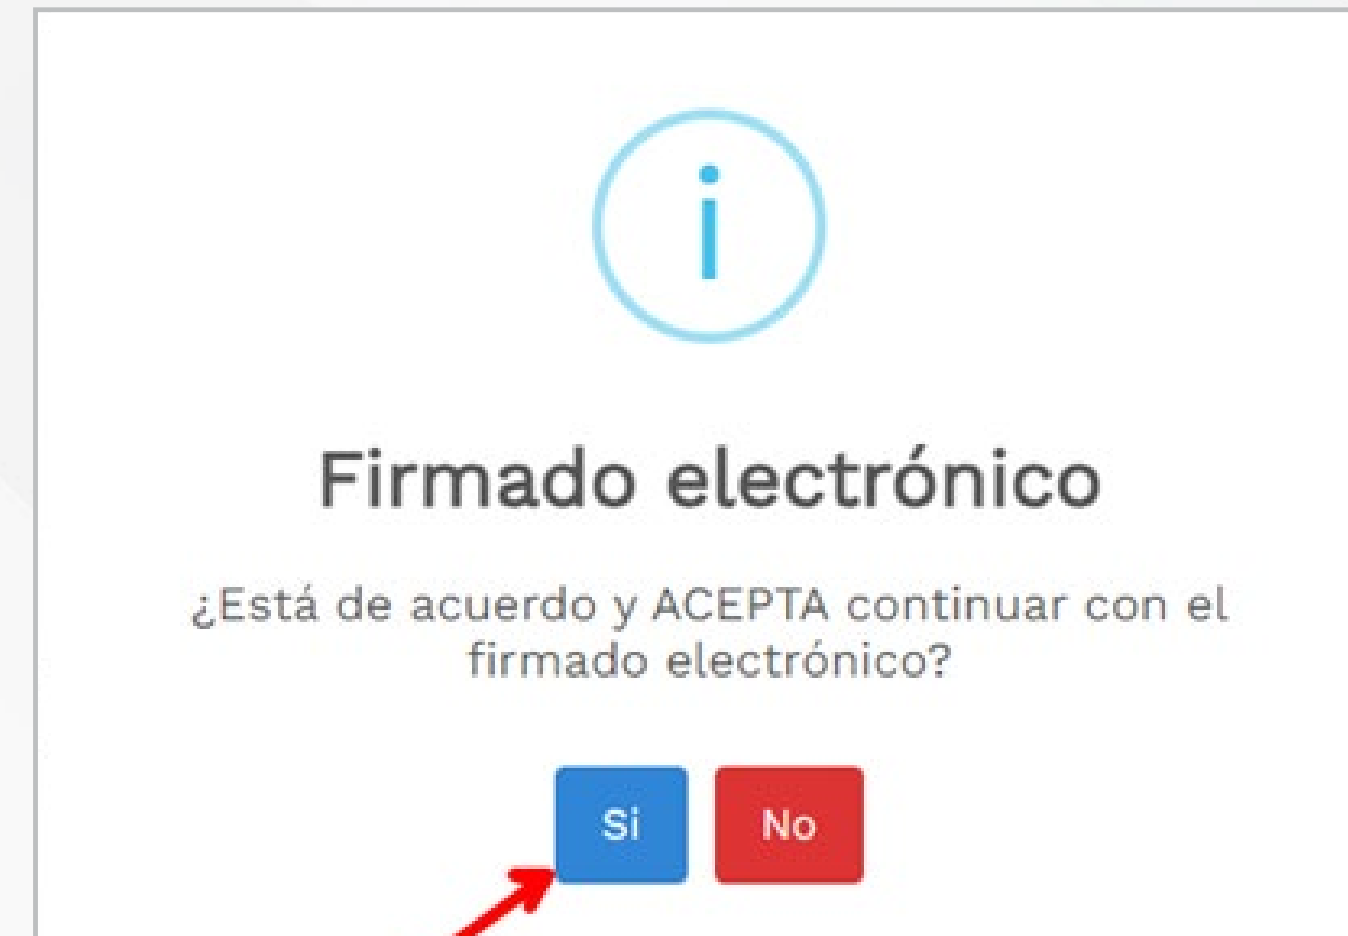 Firmado electrónico
¿Está de acuerdo y ACEPTA continuar con el
firmado electrónico?
Si No